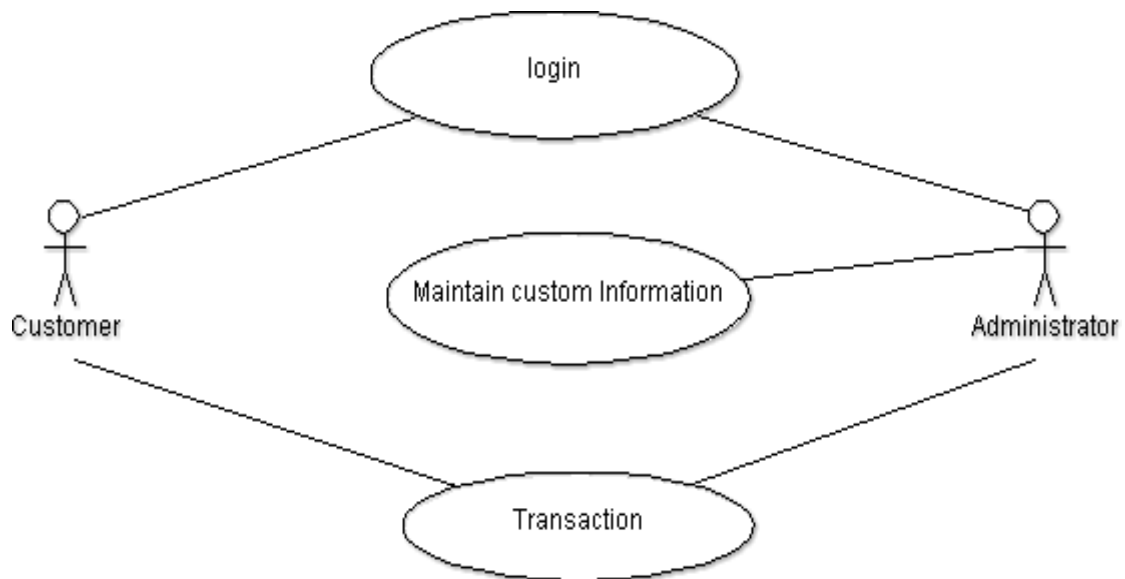 login
Maintain custom Information
Customer
Administrator
Transaction